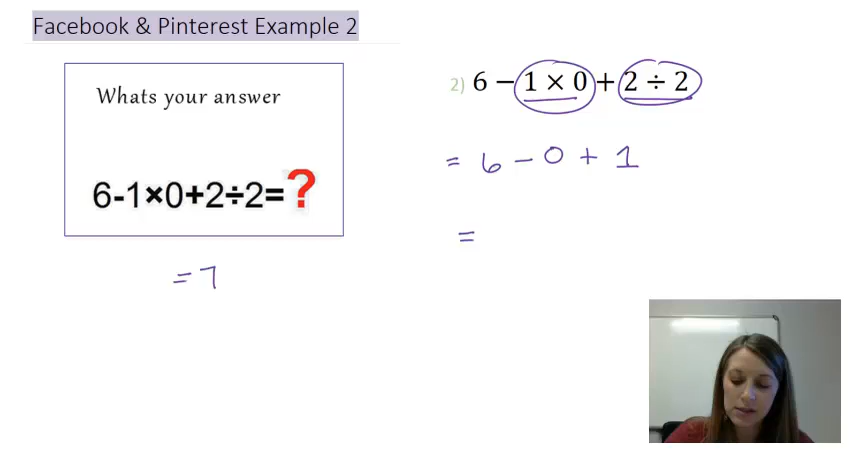 Facebook & Pinterest Example 2
Whats your answer
6-1×0+2÷2=?
= 7
2) 6 − 1 × 0 + 2 ÷ 2
= 6 − 0 + 1
=